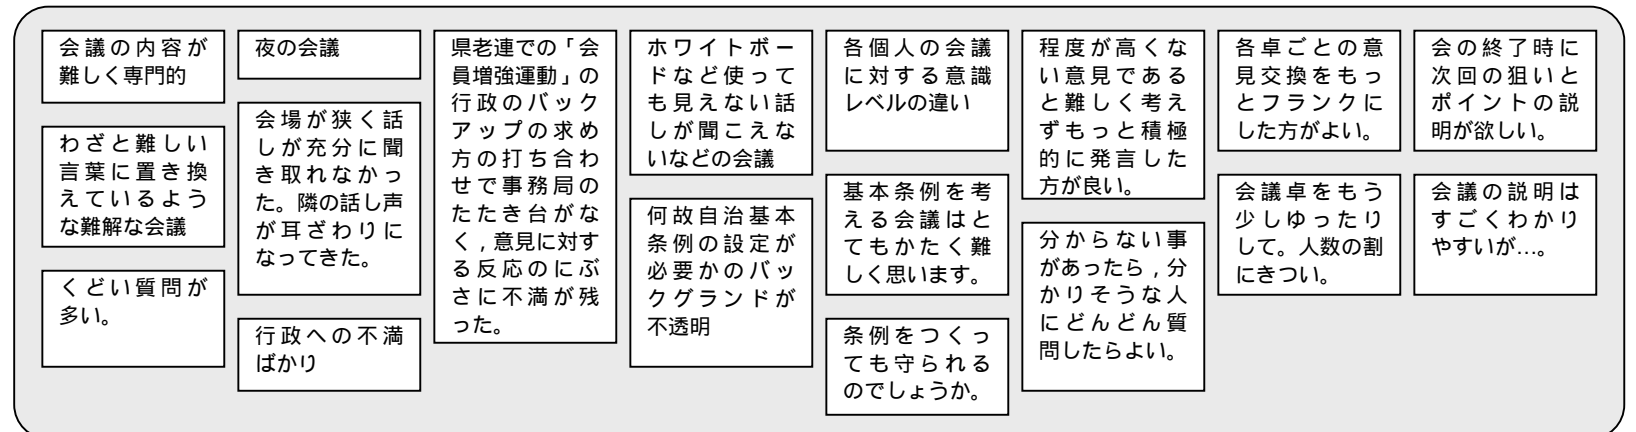 会議の内容が
難しく専門的
わざと難しい
言葉に置き換
えているよう
な難解な会議
くどい質問が
多い。
夜の会議
会場が狭く話
しが充分に聞
き取れなかっ
た。隣の話し声
が耳ざわりに
なってきた。
行政への不満
ばかり
県老連での「会
員増強運動」の
行政のバック
アップの求め
方の打ち合わ
せで事務局の
たたき台がな
く，意見に対す
る反応のにぶ
さに不満が残
った。
ホワイトボー
ドなど使って
も見えない話
しが聞こえな
いなどの会議
何故自治基本
条例の設定が
必要かのバッ
クグランドが
不透明
各個人の会議
に対する意識
レベルの違い
基本条例を考
える会議はと
てもかたく難
しく思います。
条例をつくっ
ても守られる
のでしょうか。
程度が高くな
い意見である
と難しく考え
ずもっと積極
的に発言した
方が良い。
分からない事
があったら，分
かりそうな人
にどんどん質
問したらよい。
各卓ごとの意
見交換をもっ
とフランクに
した方がよい。
会議卓をもう
少しゆったり
して。人数の割
にきつい。
会の終了時に
次回の狙いと
ポイントの説
明が欲しい。
会議の説明は
すごくわかり
やすいが…。